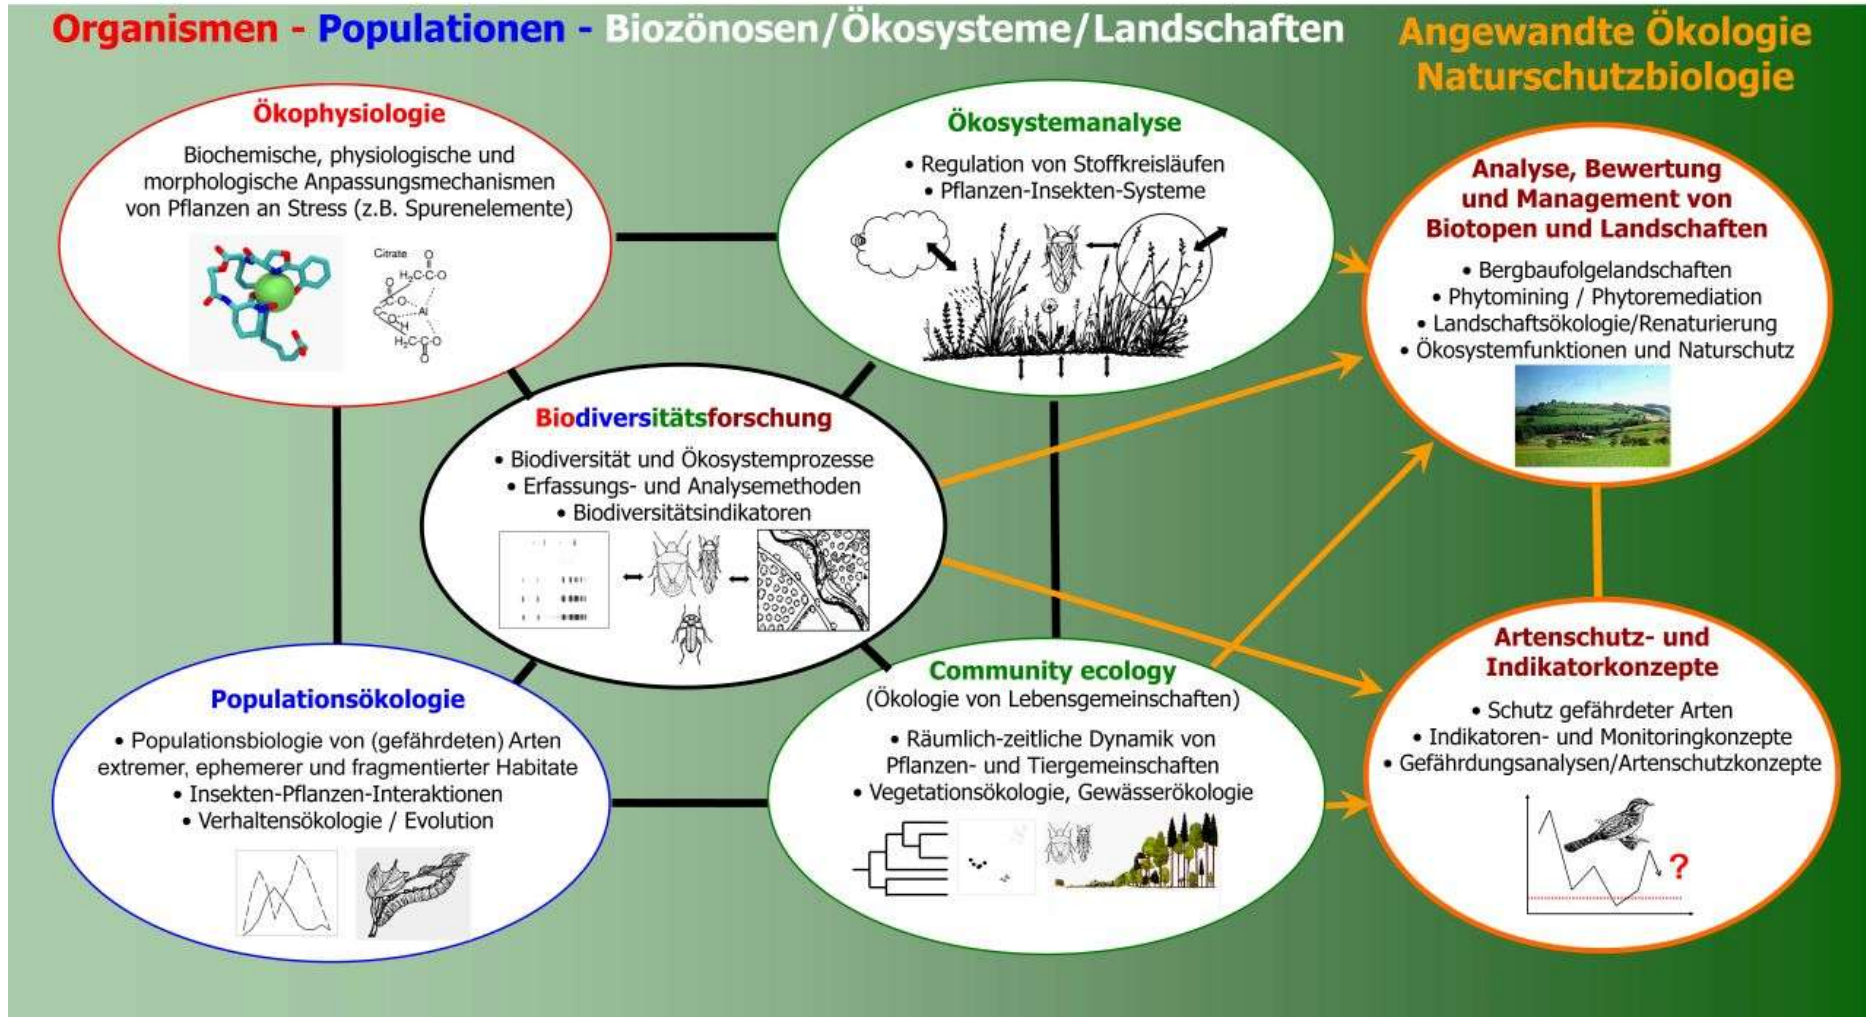 Organismen - Populationen - Biozönosen/Ökosysteme/Landschaften
Angewandte Ökologie
Naturschutzbiologie
Ökophysiologie
Biochemische, physiologische und
morphologische Anpassungsmechanismen
von Pflanzen an Stress (z.B. Spurenelemente)
Citrate
O
H₂C-C-O
C-O
Al
C-O-H
H₂C-C-O
O
Ökosystemanalyse
• Regulation von Stoffkreisläufen
• Pflanzen-Insekten-Systeme
Analyse, Bewertung
und Management von
Biotopen und Landschaften
• Bergbaufolgelandschaften
• Phytomining / Phytoremediation
• Landschaftsökologie/Renaturierung
• Ökosystemfunktionen und Naturschutz
Biodiversitätsforschung
• Biodiversität und Ökosystemprozesse
• Erfassungs- und Analysemethoden
• Biodiversitätsindikatoren
Populationsökologie
• Populationsbiologie von (gefährdeten) Arten
extremer, ephemerer und fragmentierter Habitate
• Insekten-Pflanzen-Interaktionen
• Verhaltensökologie / Evolution
Community ecology
(Ökologie von Lebensgemeinschaften)
• Räumlich-zeitliche Dynamik von
Pflanzen- und Tiergemeinschaften
• Vegetationsökologie, Gewässerökologie
Artenschutz- und
Indikatorkonzepte
• Schutz gefährdeter Arten
• Indikatoren- und Monitoringkonzepte
• Gefährdungsanalysen/Artenschutzkonzepte
?